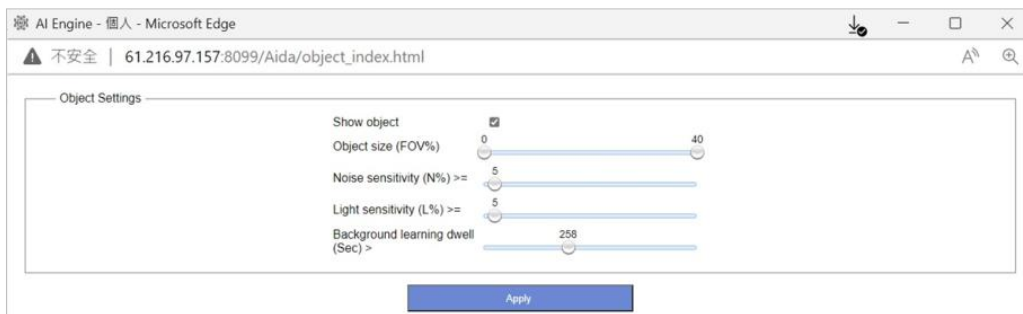 AI Engine - 個人 - Microsoft Edge
不安全 | 61.216.97.157:8099/Aida/object_index.html
Object Settings
Show object
Object size (FOV%) 0 40
Noise sensitivity (N%) >= 5
Light sensitivity (L%) >= 5
Background learning dwell 258
(Sec) >
Apply